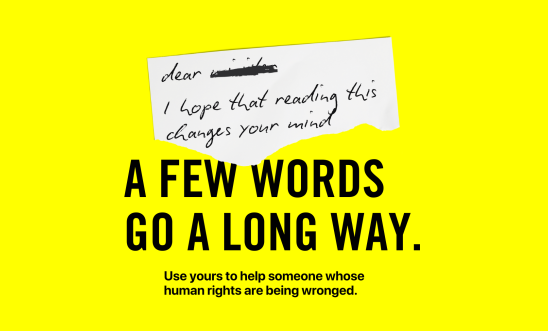 dear
I hope that reading this
changes your mind
A FEW WORDS
GO A LONG WAY.
Use yours to help someone whose
human rights are being wronged.